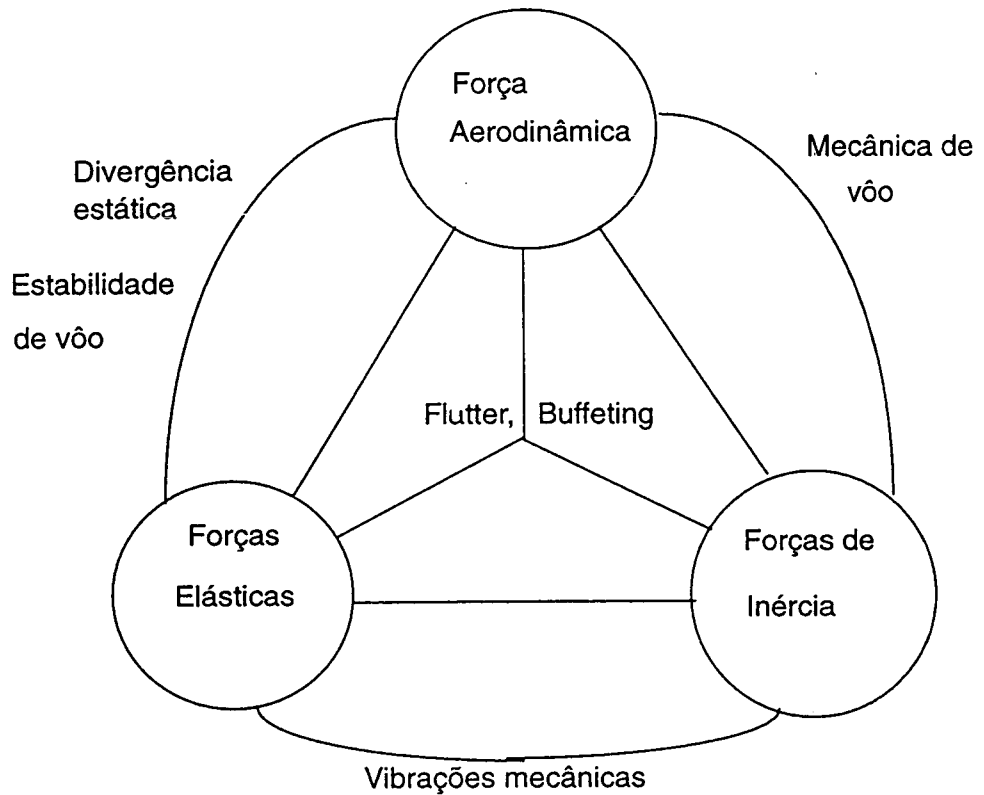 Força
Aerodinâmica
Mecânica de
vôo
Divergência
estática
Estabilidade
de vôo
Flutter, Buffeting
Forças
Elásticas
Forças de
Inércia
Vibrações mecânicas